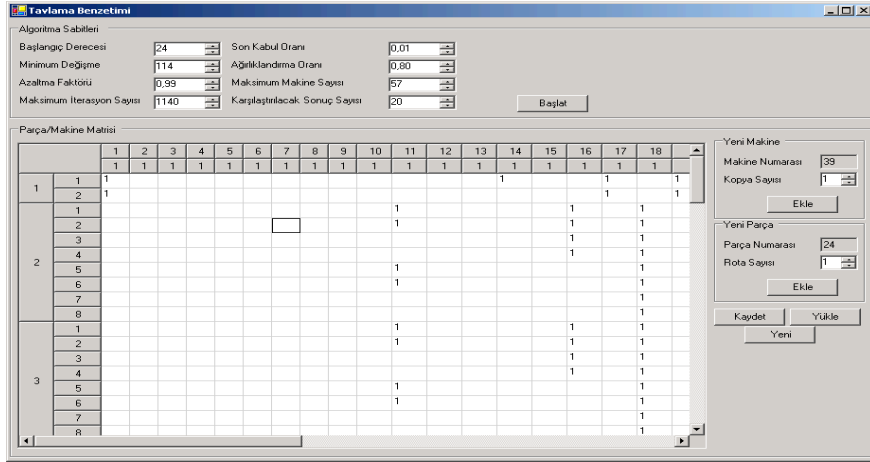 Tavlama Benzetimi
Algoritma Sabitleri
Başlangıç Derecesi 24 Son Kabul Oranı 0,01
Minimum Değişme 114 Ağırlıklandırma Oranı 0,80
Azaltma Faktörü 0,99 Maksimum Makine Sayısı 57
Maksimum İterasyon Sayısı 1140 Karşılaştırılacak Sonuç Sayısı 20 Başlat
Parça/Makine Matrisi
1 2 3 4 5 6 7 8 9 10 11 12 13 14 15 16 17 18
1 1 1 1 1 1 1 1 1 1 1 1 1 1 1 1 1 1
1 1 1 1 1 1
2 1 1 1
2 1 1 1 1
2 1 1 1
3 1 1
4 1 1
5 1 1
6 1 1
7 1
8 1
3 1 1 1 1
2 1 1 1
3 1 1
4 1 1
5 1 1
6 1 1
7 1
8 1
Yeni Makine
Makine Numarası 39
Kopya Sayısı 1
Ekle
Yeni Parça
Parça Numarası 24
Rota Sayısı 1
Ekle
Kaydet Yükle
Yeni